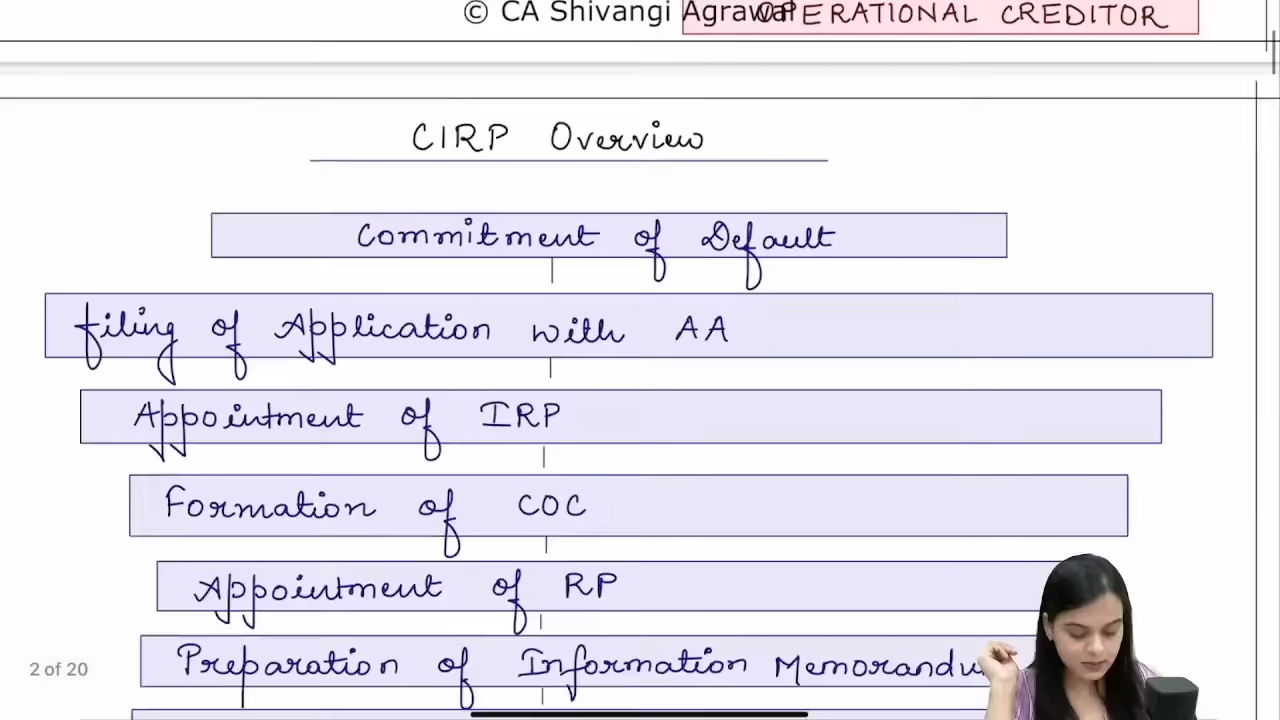 © CA Shivangi Agrawal
OPERATIONAL CREDITOR
CIRP Overview
Commitment of Default
filing of Application with AA
Appointment of IRP
Formation of COC
Appointment of RP
Preparation of Information
2 of 20